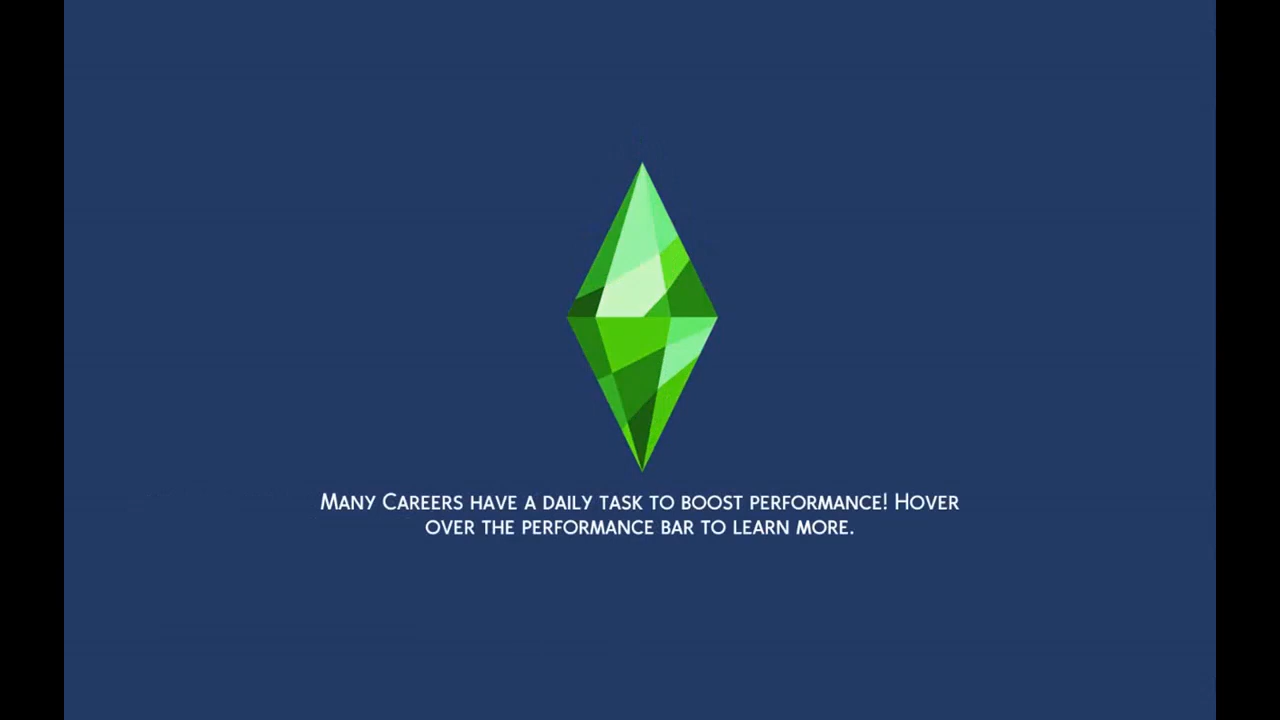 Many Careers have a daily task to boost performance! Hover
over the performance bar to learn more.